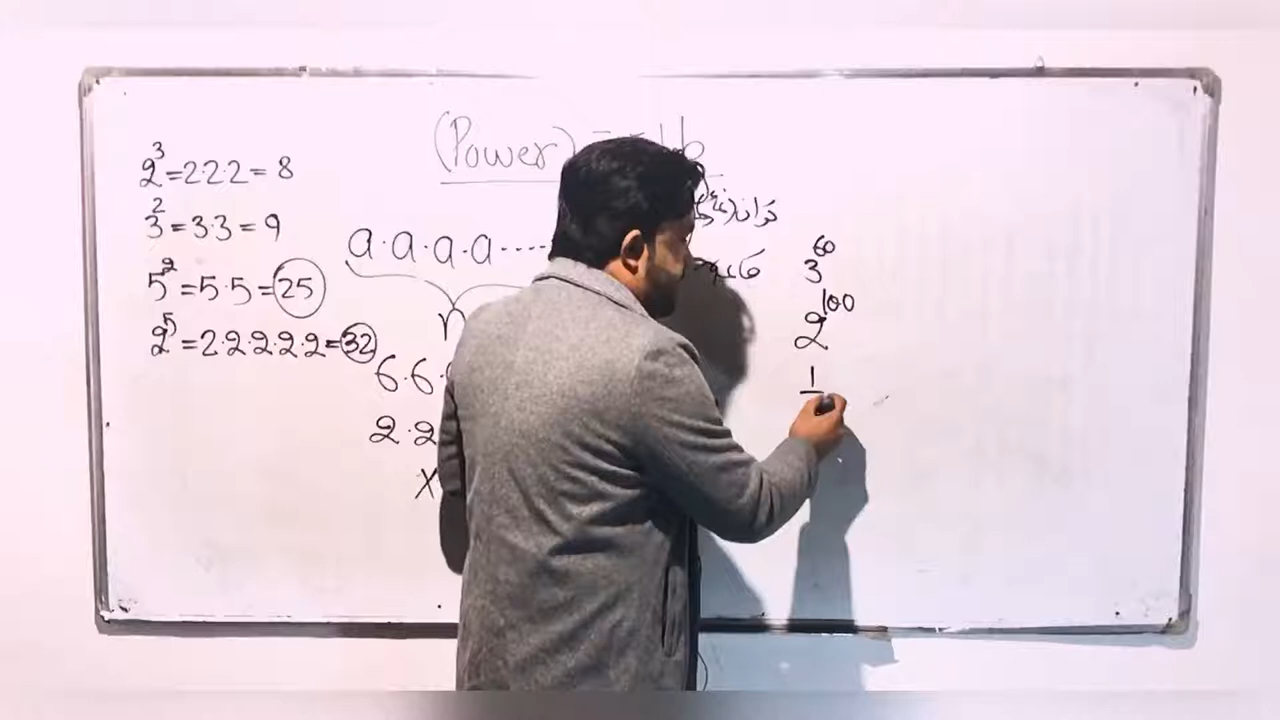 (Power) =
2³ = 2·2·2 = 8
3² = 3·3 = 9
5² = 5·5 = 25
2⁵ = 2·2·2·2·2 = 32
a·a·a·a·····
n
6·6·
2·2
x
3⁶⁰
2¹⁰⁰
1